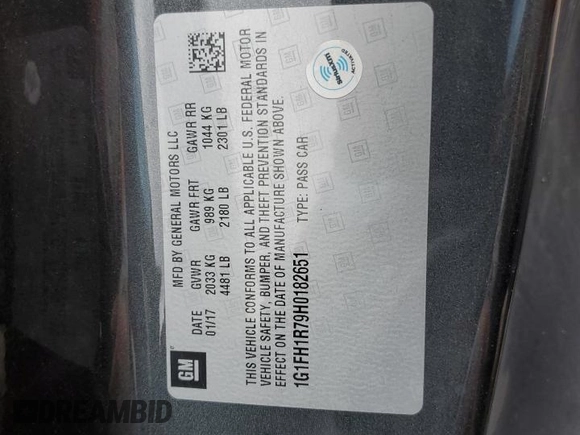 GM
MFD BY GENERAL MOTORS LLC
DATE GVWR GAWR FRT GAWR RR
01/17 2033 KG 989 KG 1044 KG
4481 LB 2180 LB 2301 LB
THIS VEHICLE CONFORMS TO ALL APPLICABLE U.S. FEDERAL MOTOR
VEHICLE SAFETY, BUMPER, AND THEFT PREVENTION STANDARDS IN
EFFECT ON THE DATE OF MANUFACTURE SHOWN ABOVE.
1G1FH1R79H0182651 TYPE: PASS CAR
((SiriusXM))
ACTIVATED
DREAMBID